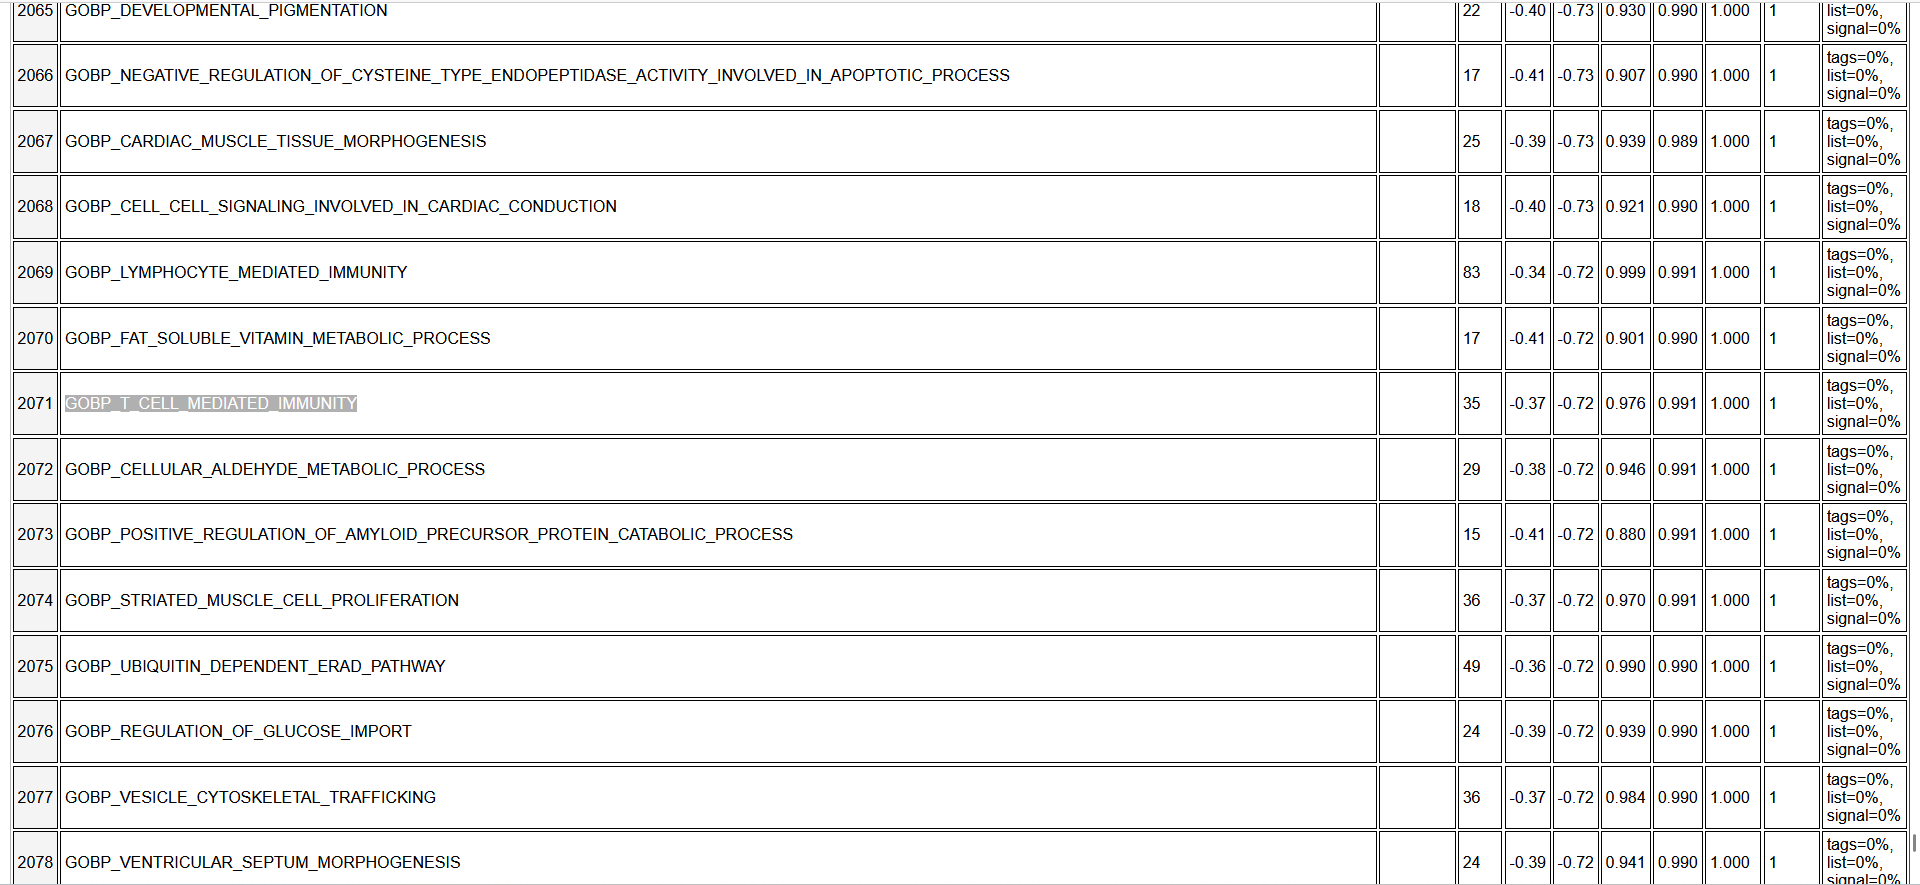 2065 GOBP_DEVELOPMENTAL_PIGMENTATION 22 -0.40 -0.73 0.930 0.990 1.000 1 list=0%,
signal=0%
2066 GOBP_NEGATIVE_REGULATION_OF_CYSTEINE_TYPE_ENDOPEPTIDASE_ACTIVITY_INVOLVED_IN_APOPTOTIC_PROCESS 17 -0.41 -0.73 0.907 0.990 1.000 1 tags=0%,
list=0%,
signal=0%
2067 GOBP_CARDIAC_MUSCLE_TISSUE_MORPHOGENESIS 25 -0.39 -0.73 0.939 0.989 1.000 1 tags=0%,
list=0%,
signal=0%
2068 GOBP_CELL_CELL_SIGNALING_INVOLVED_IN_CARDIAC_CONDUCTION 18 -0.40 -0.73 0.921 0.990 1.000 1 tags=0%,
list=0%,
signal=0%
2069 GOBP_LYMPHOCYTE_MEDIATED_IMMUNITY 83 -0.34 -0.72 0.999 0.991 1.000 1 tags=0%,
list=0%,
signal=0%
2070 GOBP_FAT_SOLUBLE_VITAMIN_METABOLIC_PROCESS 17 -0.41 -0.72 0.901 0.990 1.000 1 tags=0%,
list=0%,
signal=0%
2071 GOBP_T_CELL_MEDIATED_IMMUNITY 35 -0.37 -0.72 0.976 0.991 1.000 1 tags=0%,
list=0%,
signal=0%
2072 GOBP_CELLULAR_ALDEHYDE_METABOLIC_PROCESS 29 -0.38 -0.72 0.946 0.991 1.000 1 tags=0%,
list=0%,
signal=0%
2073 GOBP_POSITIVE_REGULATION_OF_AMYLOID_PRECURSOR_PROTEIN_CATABOLIC_PROCESS 15 -0.41 -0.72 0.880 0.991 1.000 1 tags=0%,
list=0%,
signal=0%
2074 GOBP_STRIATED_MUSCLE_CELL_PROLIFERATION 36 -0.37 -0.72 0.970 0.991 1.000 1 tags=0%,
list=0%,
signal=0%
2075 GOBP_UBIQUITIN_DEPENDENT_ERAD_PATHWAY 49 -0.36 -0.72 0.990 0.990 1.000 1 tags=0%,
list=0%,
signal=0%
2076 GOBP_REGULATION_OF_GLUCOSE_IMPORT 24 -0.39 -0.72 0.939 0.990 1.000 1 tags=0%,
list=0%,
signal=0%
2077 GOBP_VESICLE_CYTOSKELETAL_TRAFFICKING 36 -0.37 -0.72 0.984 0.990 1.000 1 tags=0%,
list=0%,
signal=0%
2078 GOBP_VENTRICULAR_SEPTUM_MORPHOGENESIS 24 -0.39 -0.72 0.941 0.990 1.000 1 tags=0%,
list=0%,
signal=0%